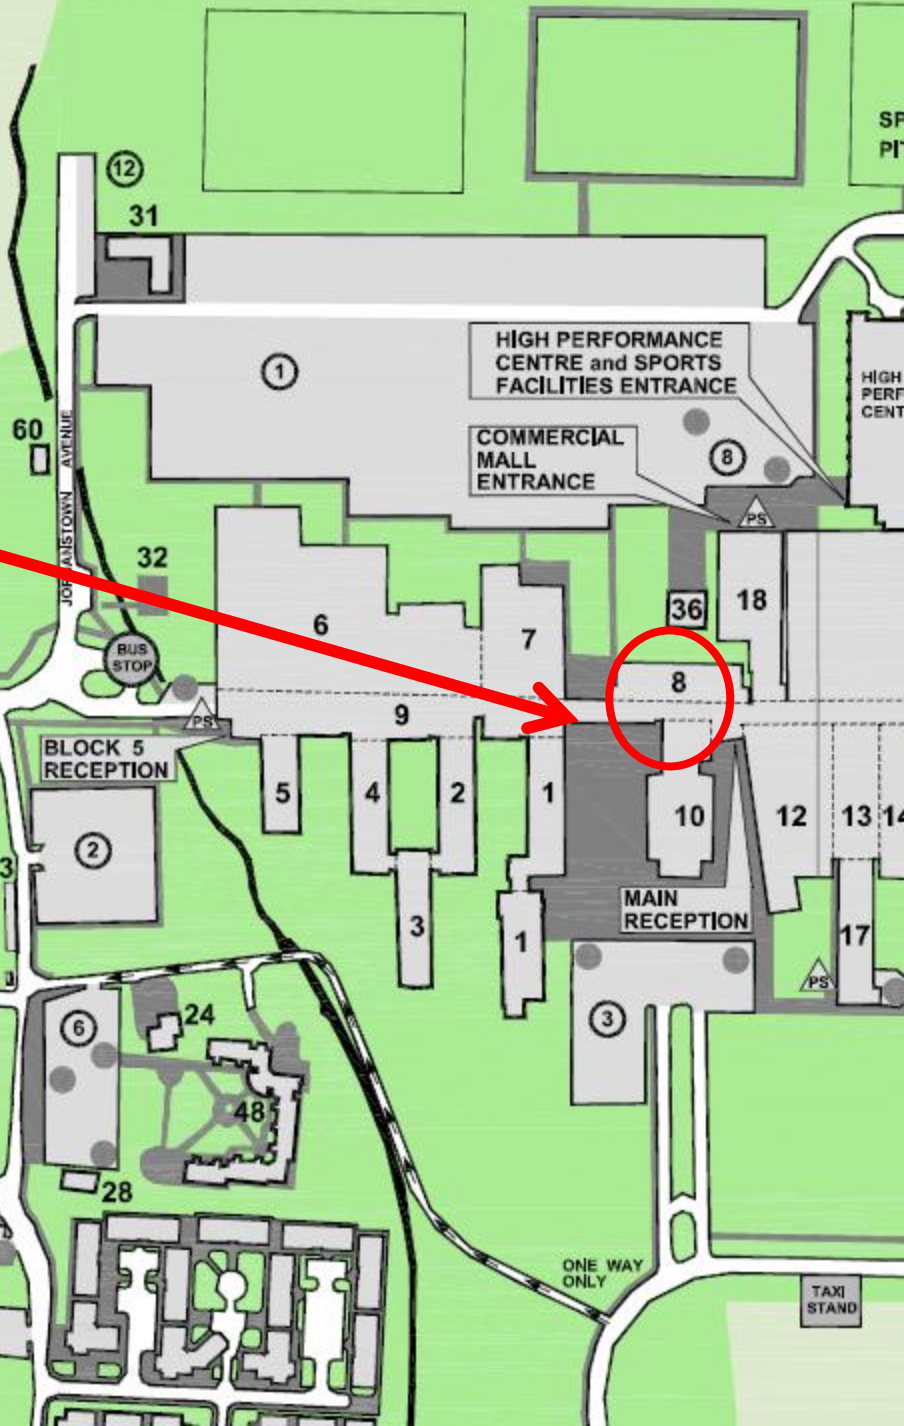 SP
PI
12
31
HIGH PERFORMANCE
CENTRE and SPORTS
FACILITIES ENTRANCE
1
HIGH
PERF
CENT
60
COMMERCIAL
MALL
ENTRANCE
8
JORDANSTOWN AVENUE
PS
32
36
18
6
7
BUS
STOP
8
9
PS
BLOCK 5
RECEPTION
5
4
2
1
10
12
13
14
2
3
MAIN
RECEPTION
3
1
17
PS
6
24
3
48
28
ONE WAY
ONLY
TAXI
STAND